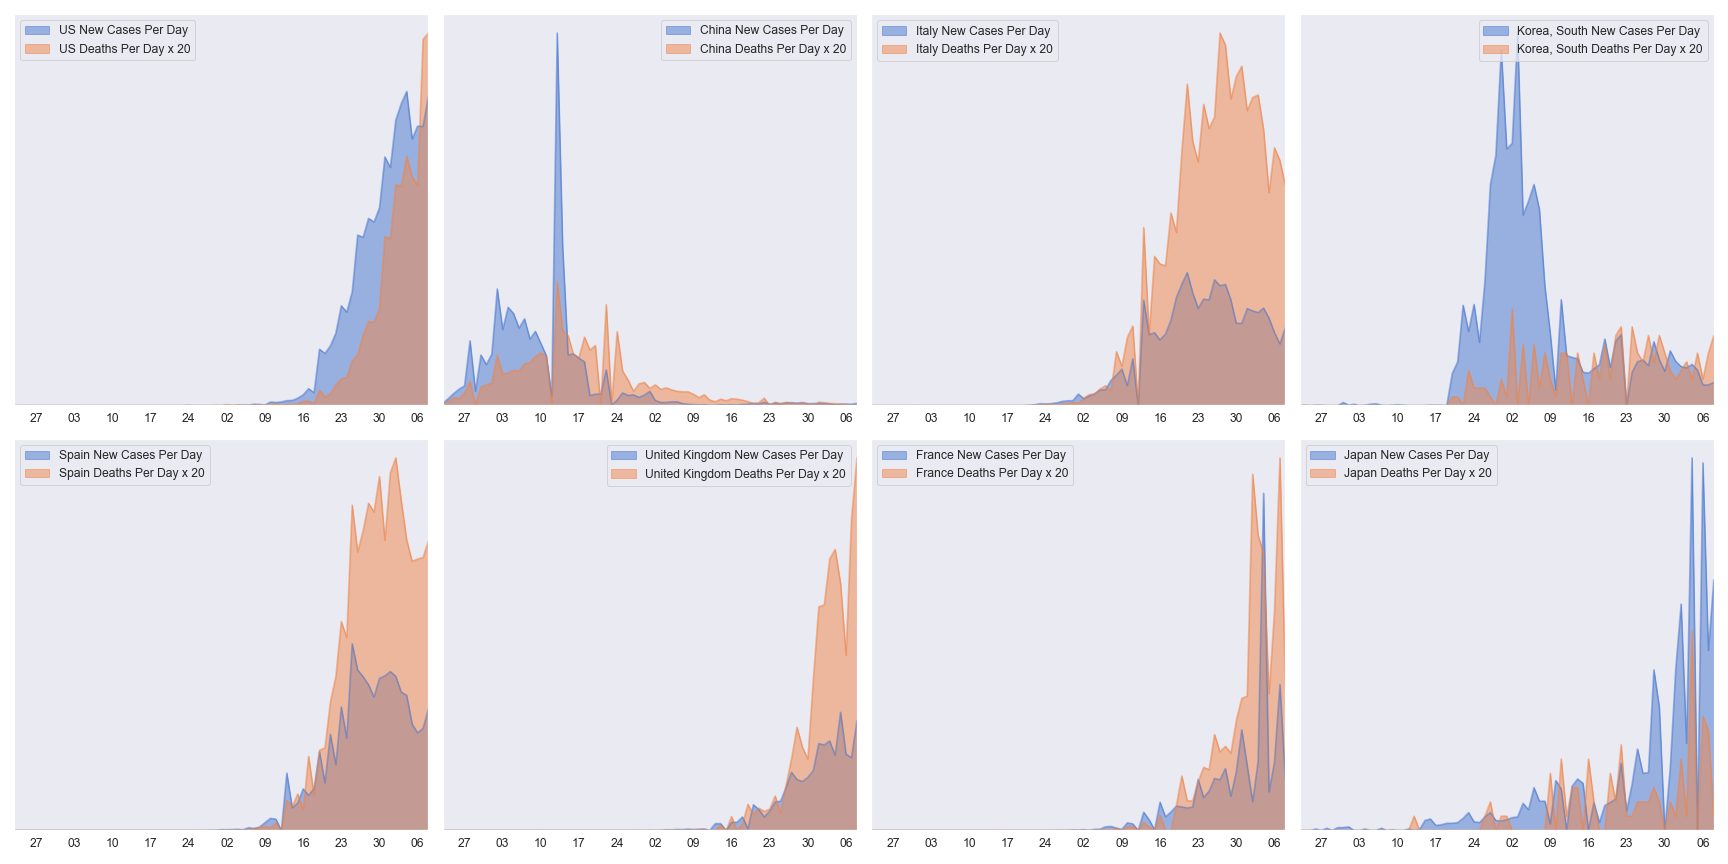 US New Cases Per Day
US Deaths Per Day x 20
China New Cases Per Day
China Deaths Per Day x 20
Italy New Cases Per Day
Italy Deaths Per Day x 20
Korea, South New Cases Per Day
Korea, South Deaths Per Day x 20
27 03 10 17 24 02 09 16 23 30 06
27 03 10 17 24 02 09 16 23 30 06
27 03 10 17 24 02 09 16 23 30 06
27 03 10 17 24 02 09 16 23 30 06
Spain New Cases Per Day
Spain Deaths Per Day x 20
United Kingdom New Cases Per Day
United Kingdom Deaths Per Day x 20
France New Cases Per Day
France Deaths Per Day x 20
Japan New Cases Per Day
Japan Deaths Per Day x 20
27 03 10 17 24 02 09 16 23 30 06
27 03 10 17 24 02 09 16 23 30 06
27 03 10 17 24 02 09 16 23 30 06
27 03 10 17 24 02 09 16 23 30 06